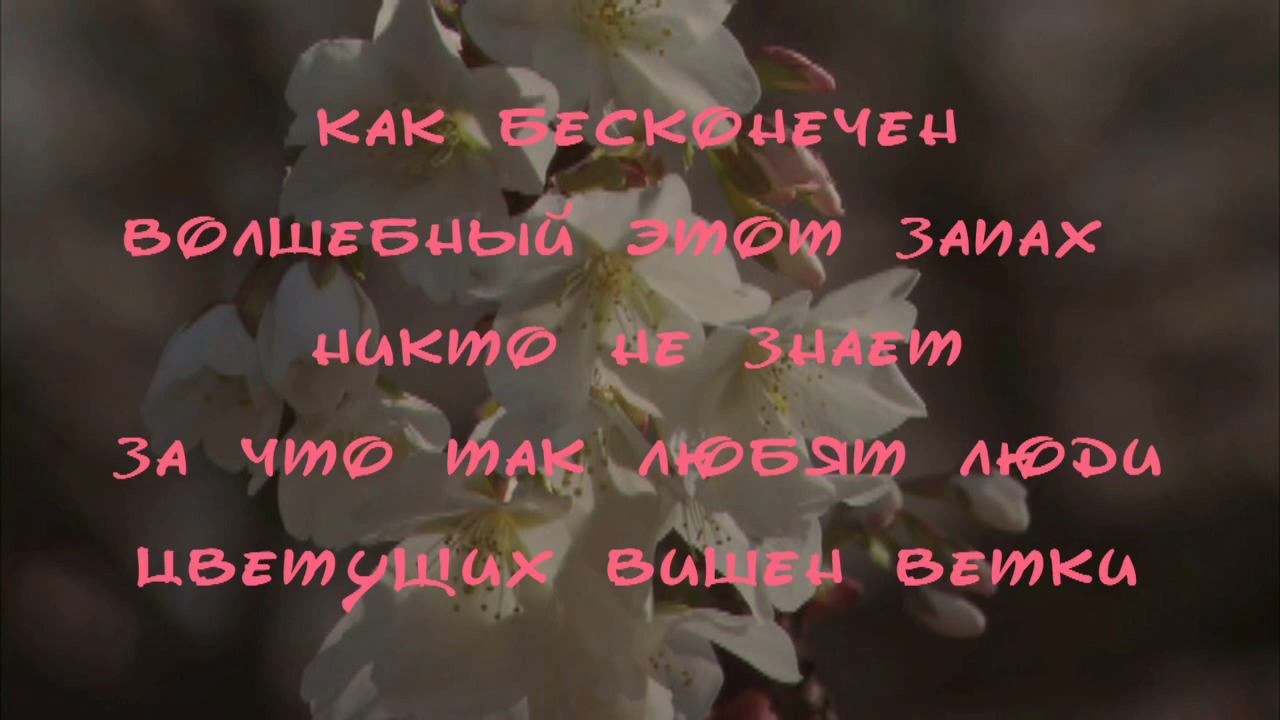 КАК БЕСКОНЕЧЕН
ВОЛШЕБНЫЙ ЭТОТ ЗАПАХ
НИКТО НЕ ЗНАЕТ
ЗА ЧТО ТАК ЛЮБЯТ ЛЮДИ
ЦВЕТУЩИХ ВИШЕН ВЕТКИ